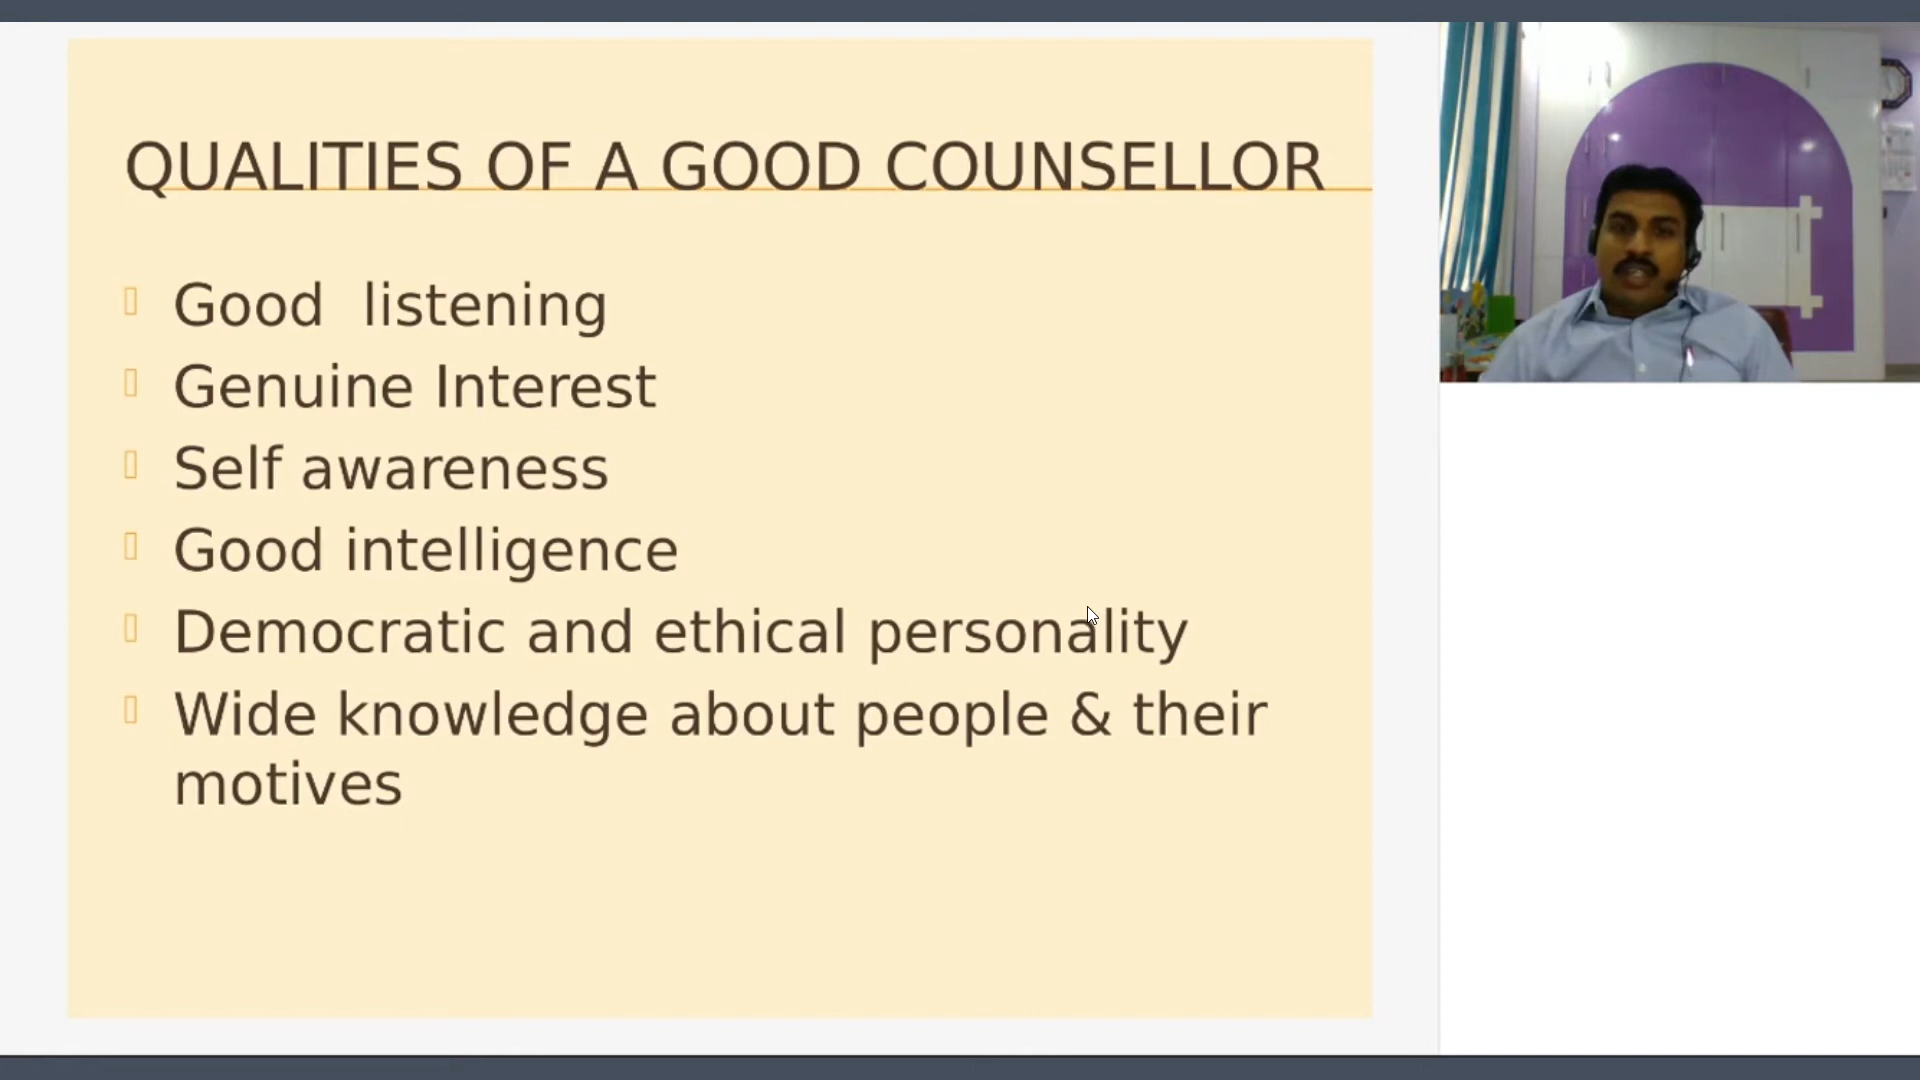 QUALITIES OF A GOOD COUNSELLOR
Good listening
Genuine Interest
Self awareness
Good intelligence
Democratic and ethical personality
Wide knowledge about people & their
motives